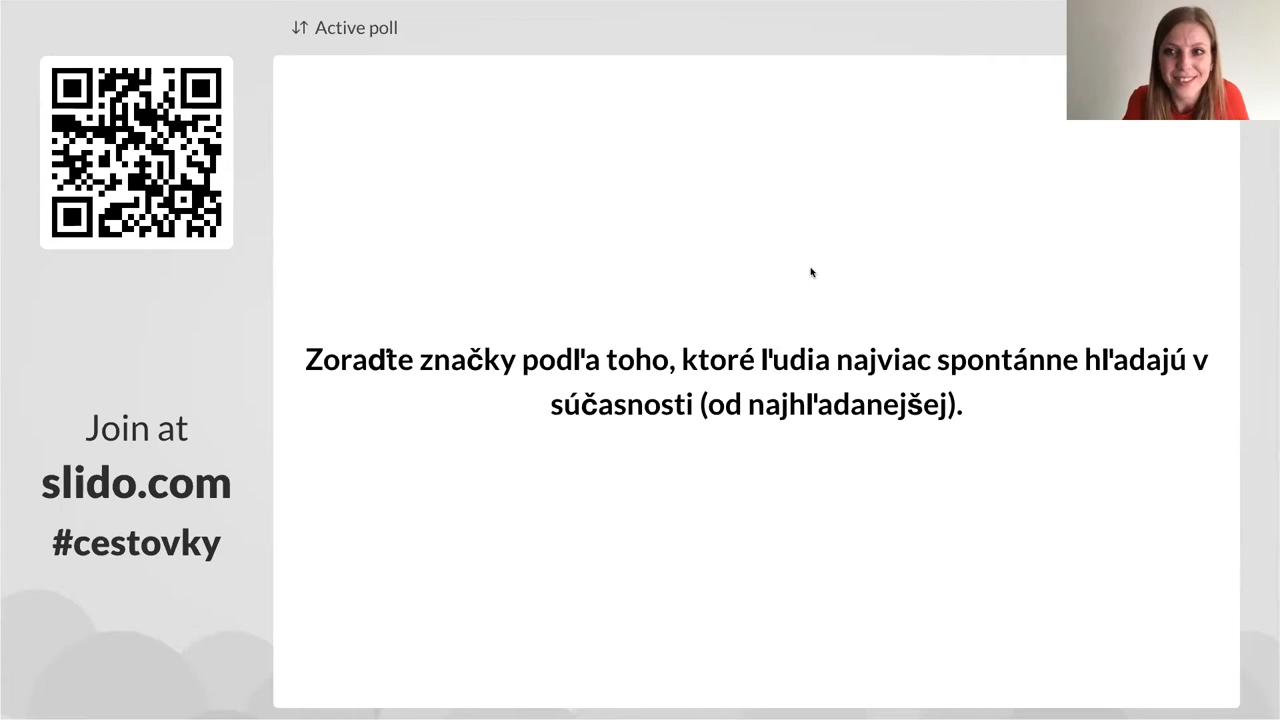 Active poll
Zoraďte značky podľa toho, ktoré ľudia najviac spontánne hľadajú v
súčasnosti (od najhľadanejšej).
Join at
slido.com
#cestovky